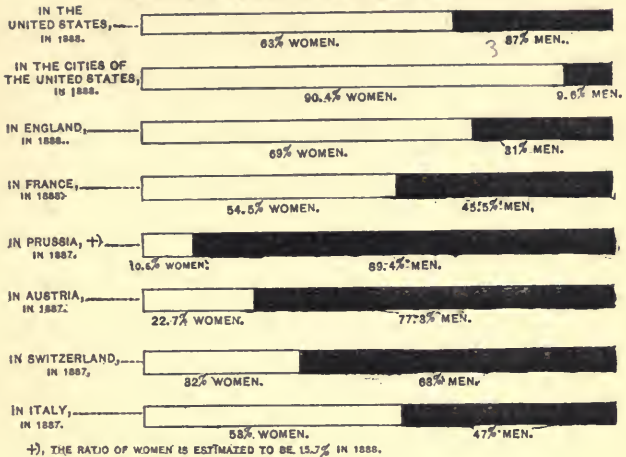 IN THE
UNITED STATES,
IN 1888.
63% WOMEN.
3
87% MEN.
IN THE CITIES OF
THE UNITED STATES,
IN 1888.
90.4% WOMEN.
9.6% MEN.
IN ENGLAND,
IN 1888.
69% WOMEN.
81% MEN.
IN FRANCE,
IN 1888.
54.5% WOMEN.
45.5% MEN,
IN PRUSSIA, +)
IN 1887.
10.6% WOMEN.
89.4% MEN.
IN AUSTRIA,
IN 1887.
22.7% WOMEN.
77.3% MEN.
IN SWITZERLAND,
IN 1887,
82% WOMEN.
68% MEN.
IN ITALY,
IN 1887.
58% WOMEN.
47% MEN.
+), THE RATIO OF WOMEN IS ESTIMATED TO BE 15.7% IN 1888.